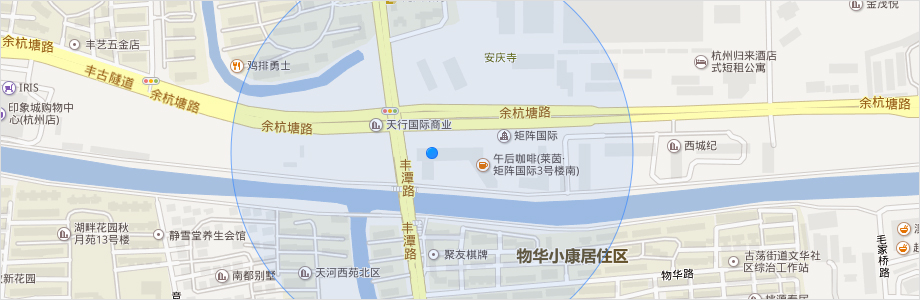 金茂悦
余杭塘路
丰艺五金店
鸡排勇士
安庆寺
杭州归来酒店
式短租公寓
丰古隧道
IRIS
余杭塘路
余杭塘路
余杭塘路
余杭塘路
印象城购物中
心(杭州店)
天行国际商业
矩阵国际
西城纪
午后咖啡(莱茵·
矩阵国际3号楼南)
丰潭路
丰潭路
湖畔花园秋
月苑13号楼
静雪堂养生会馆
聚友棋牌
物华小康居住区
古荡街道文华社
区综治工作站
毛家桥路
新花园
南都别墅
天河西苑北区
物华路